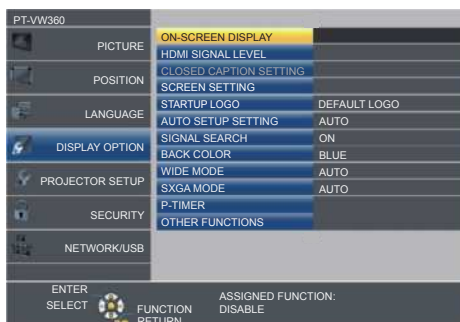 PT-VW360
PICTURE
POSITION
LANGUAGE
DISPLAY OPTION
PROJECTOR SETUP
SECURITY
NETWORK/USB
ON-SCREEN DISPLAY
HDMI SIGNAL LEVEL
CLOSED CAPTION SETTING
SCREEN SETTING
STARTUP LOGO DEFAULT LOGO
AUTO SETUP SETTING AUTO
SIGNAL SEARCH ON
BACK COLOR BLUE
WIDE MODE AUTO
SXGA MODE AUTO
P-TIMER
OTHER FUNCTIONS
ENTER
SELECT
FUNCTION
RETURN
ASSIGNED FUNCTION:
DISABLE